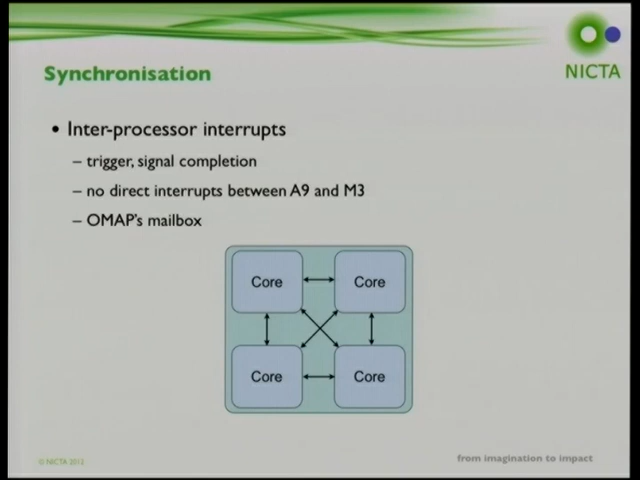 NICTA
Synchronisation
• Inter-processor interrupts
– trigger, signal completion
– no direct interrupts between A9 and M3
– OMAP's mailbox
Core
Core
Core
Core
© NICTA 2012
from imagination to impact